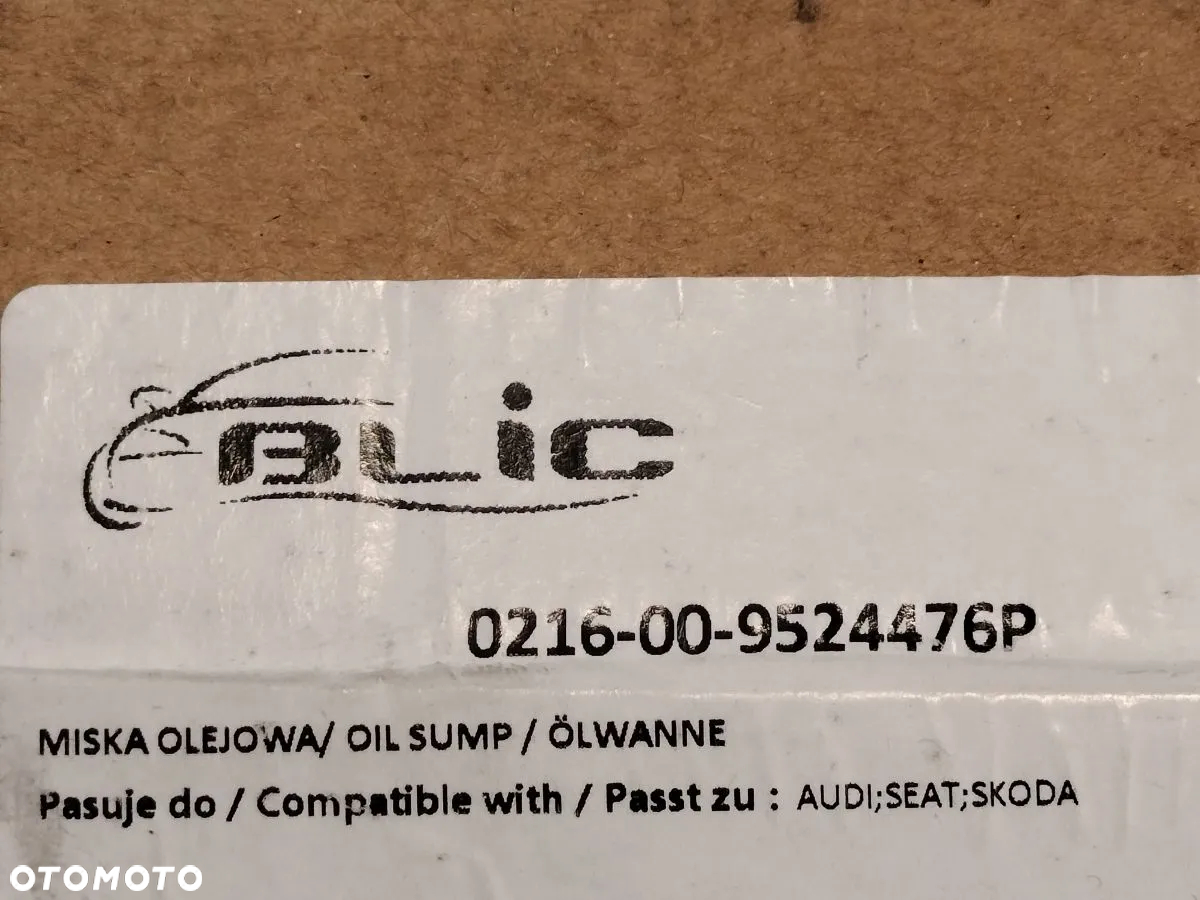 BLiC
0216-00-9524476P
MISKA OLEJOWA/ OIL SUMP / ÖLWANNE
Pasuje do / Compatible with / Passt zu : AUDI;SEAT;SKODA
OTOMOTO